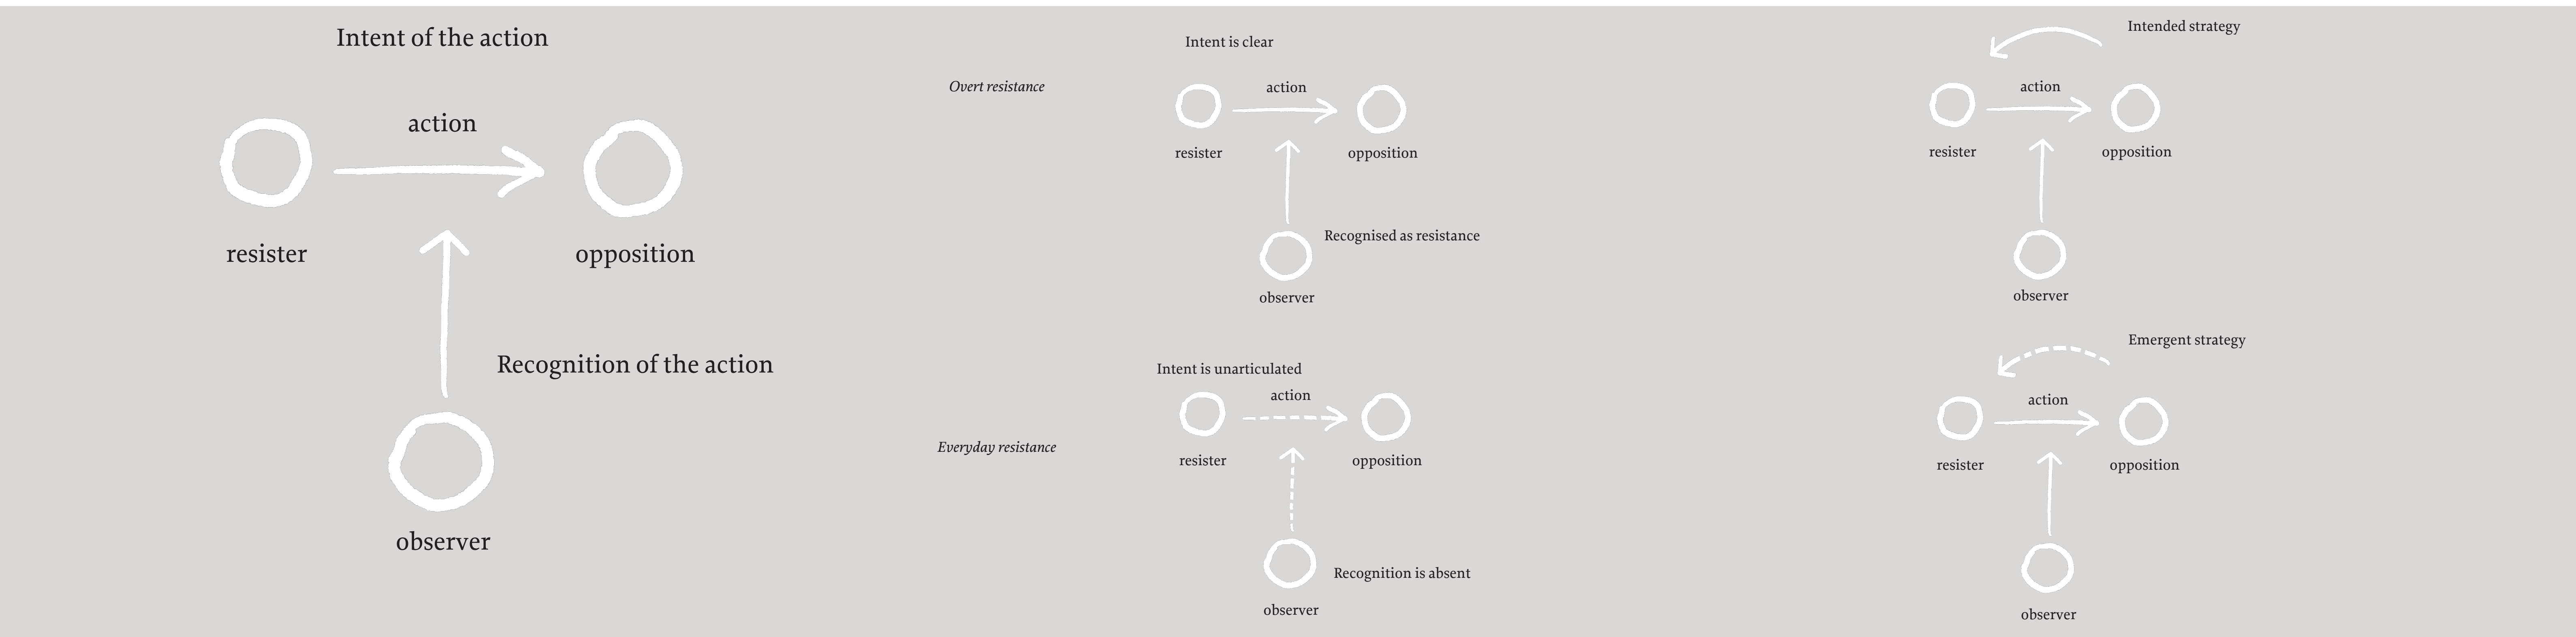 Intent of the action
action
resister
opposition
Recognition of the action
observer
Intent is clear
Overt resistance
action
resister
opposition
Recognised as resistance
observer
Intent is unarticulated
action
Everyday resistance
resister
opposition
Recognition is absent
observer
Intended strategy
action
resister
opposition
observer
Emergent strategy
action
resister
opposition
observer